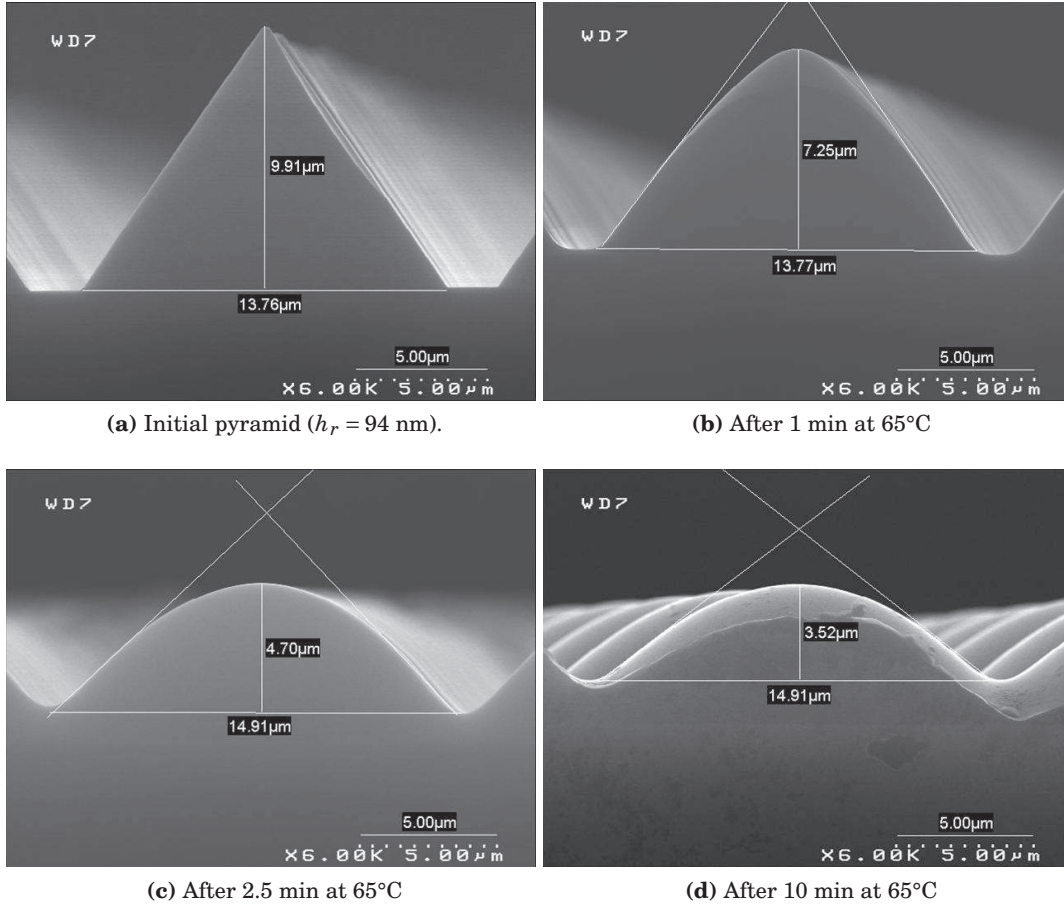 WD7
9.91µm
13.76µm
5.00µm
X6.00K 5.00µm
(a) Initial pyramid (hr = 94 nm).
WD7
7.25µm
13.77µm
5.00µm
X6.00K 5.00µm
(b) After 1 min at 65°C
WD7
4.70µm
14.91µm
5.00µm
X6.00K 5.00µm
(c) After 2.5 min at 65°C
WD7
3.52µm
14.91µm
5.00µm
X6.00K 5.00µm
(d) After 10 min at 65°C